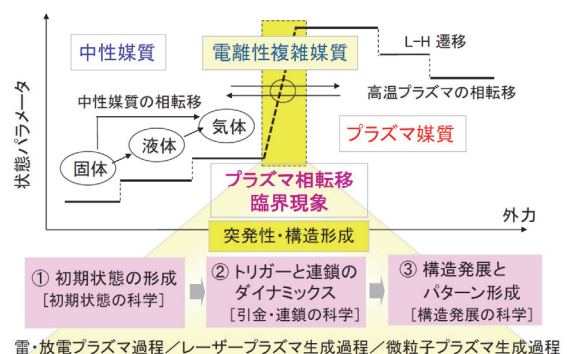 中性媒質
電離性複雑媒質
L-H 遷移
中性媒質の相転移
高温プラズマの相転移
気体
液体
固体
プラズマ媒質
状態パラメータ
プラズマ相転移
臨界現象
外力
突発性・構造形成
① 初期状態の形成
[初期状態の科学]
② トリガーと連鎖の
ダイナミックス
[引金・連鎖の科学]
③ 構造発展と
パターン形成
[構造発展の科学]
雷・放電プラズマ過程／レーザープラズマ生成過程／微粒子プラズマ生成過程